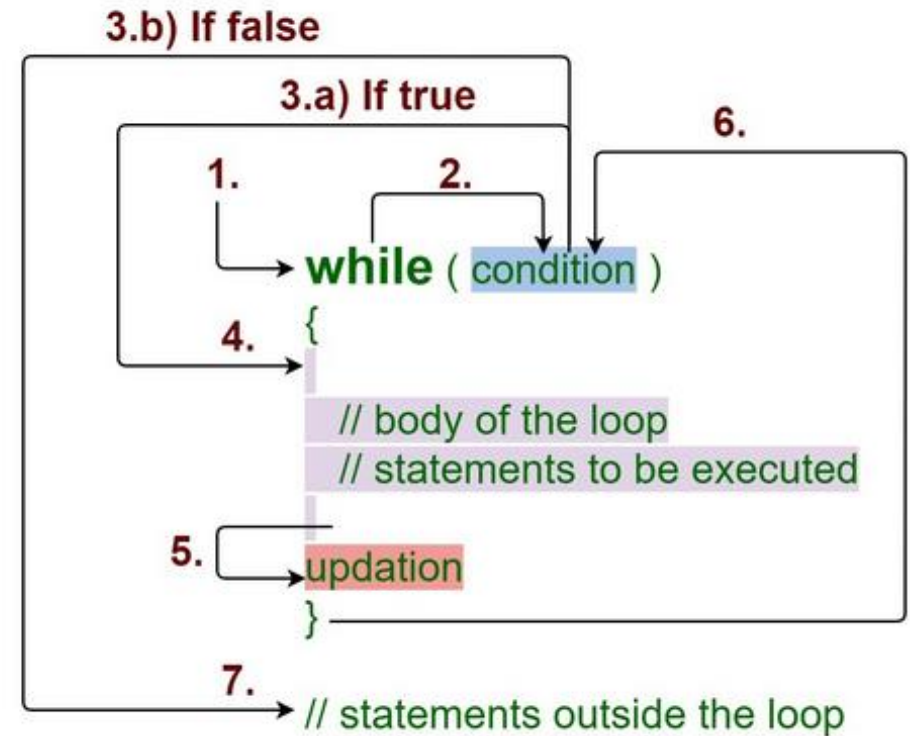 3.b) If false
3.a) If true
6.
1.
2.
while ( condition )
{
4.
// body of the loop
// statements to be executed
5.
updation
}
7.
// statements outside the loop